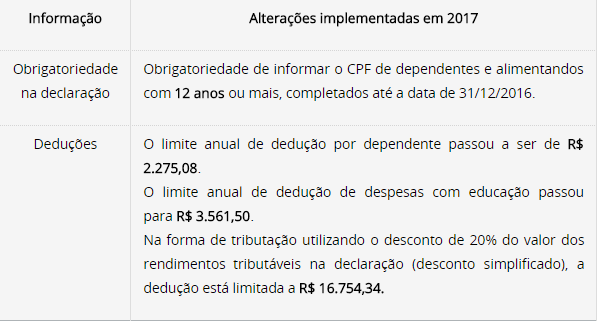 Informação
Alterações implementadas em 2017
Obrigatoriedade
na declaração
Obrigatoriedade de informar o CPF de dependentes e alimentandos
com 12 anos ou mais, completados até a data de 31/12/2016.
Deduções
O limite anual de dedução por dependente passou a ser de R$
2.275,08.
O limite anual de dedução de despesas com educação passou
para R$ 3.561,50.
Na forma de tributação utilizando o desconto de 20% do valor dos
rendimentos tributáveis na declaração (desconto simplificado), a
dedução está limitada a R$ 16.754,34.